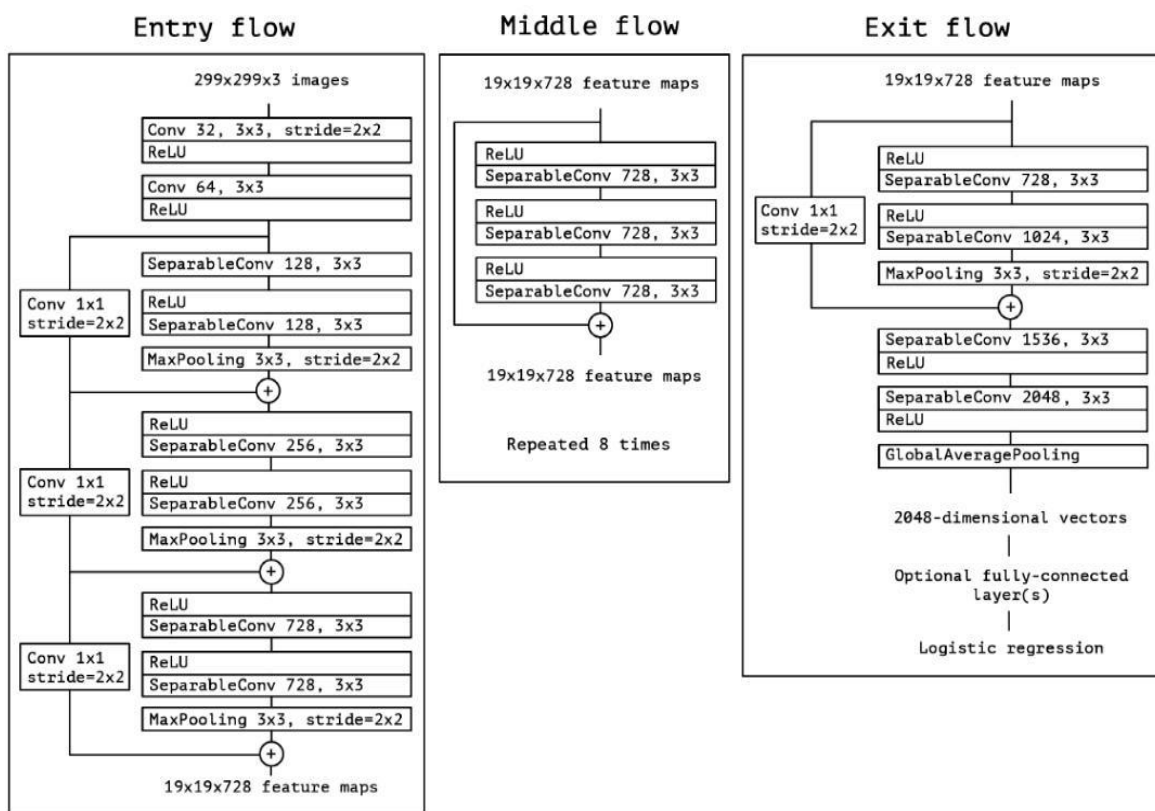 Entry flow
299x299x3 images
Conv 32, 3x3, stride=2x2
ReLU
Conv 64, 3x3
ReLU
SeparableConv 128, 3x3
Conv 1x1
stride=2x2
ReLU
SeparableConv 128, 3x3
MaxPooling 3x3, stride=2x2
+
ReLU
SeparableConv 256, 3x3
Conv 1x1
stride=2x2
ReLU
SeparableConv 256, 3x3
MaxPooling 3x3, stride=2x2
+
ReLU
SeparableConv 728, 3x3
Conv 1x1
stride=2x2
ReLU
SeparableConv 728, 3x3
MaxPooling 3x3, stride=2x2
+
19x19x728 feature maps
Middle flow
19x19x728 feature maps
ReLU
SeparableConv 728, 3x3
ReLU
SeparableConv 728, 3x3
ReLU
SeparableConv 728, 3x3
+
19x19x728 feature maps
Repeated 8 times
Exit flow
19x19x728 feature maps
ReLU
SeparableConv 728, 3x3
Conv 1x1
stride=2x2
ReLU
SeparableConv 1024, 3x3
MaxPooling 3x3, stride=2x2
+
SeparableConv 1536, 3x3
ReLU
SeparableConv 2048, 3x3
ReLU
GlobalAveragePooling
2048-dimensional vectors
Optional fully-connected
layer(s)
Logistic regression